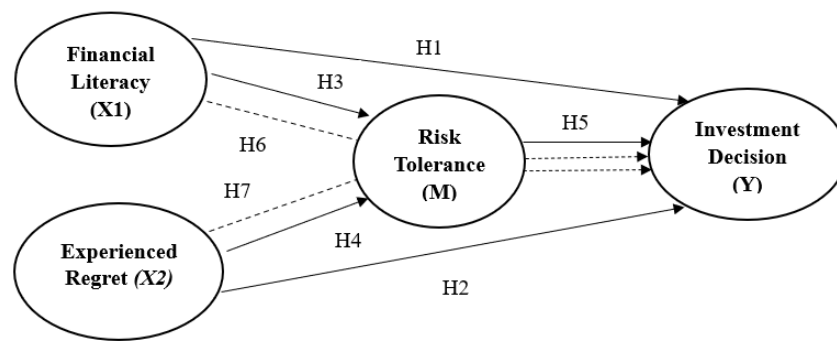 Financial
Literacy
(X1)
H1
H3
H6
Risk
Tolerance
(M)
H5
Investment
Decision
(Y)
H7
Experienced
Regret (X2)
H4
H2